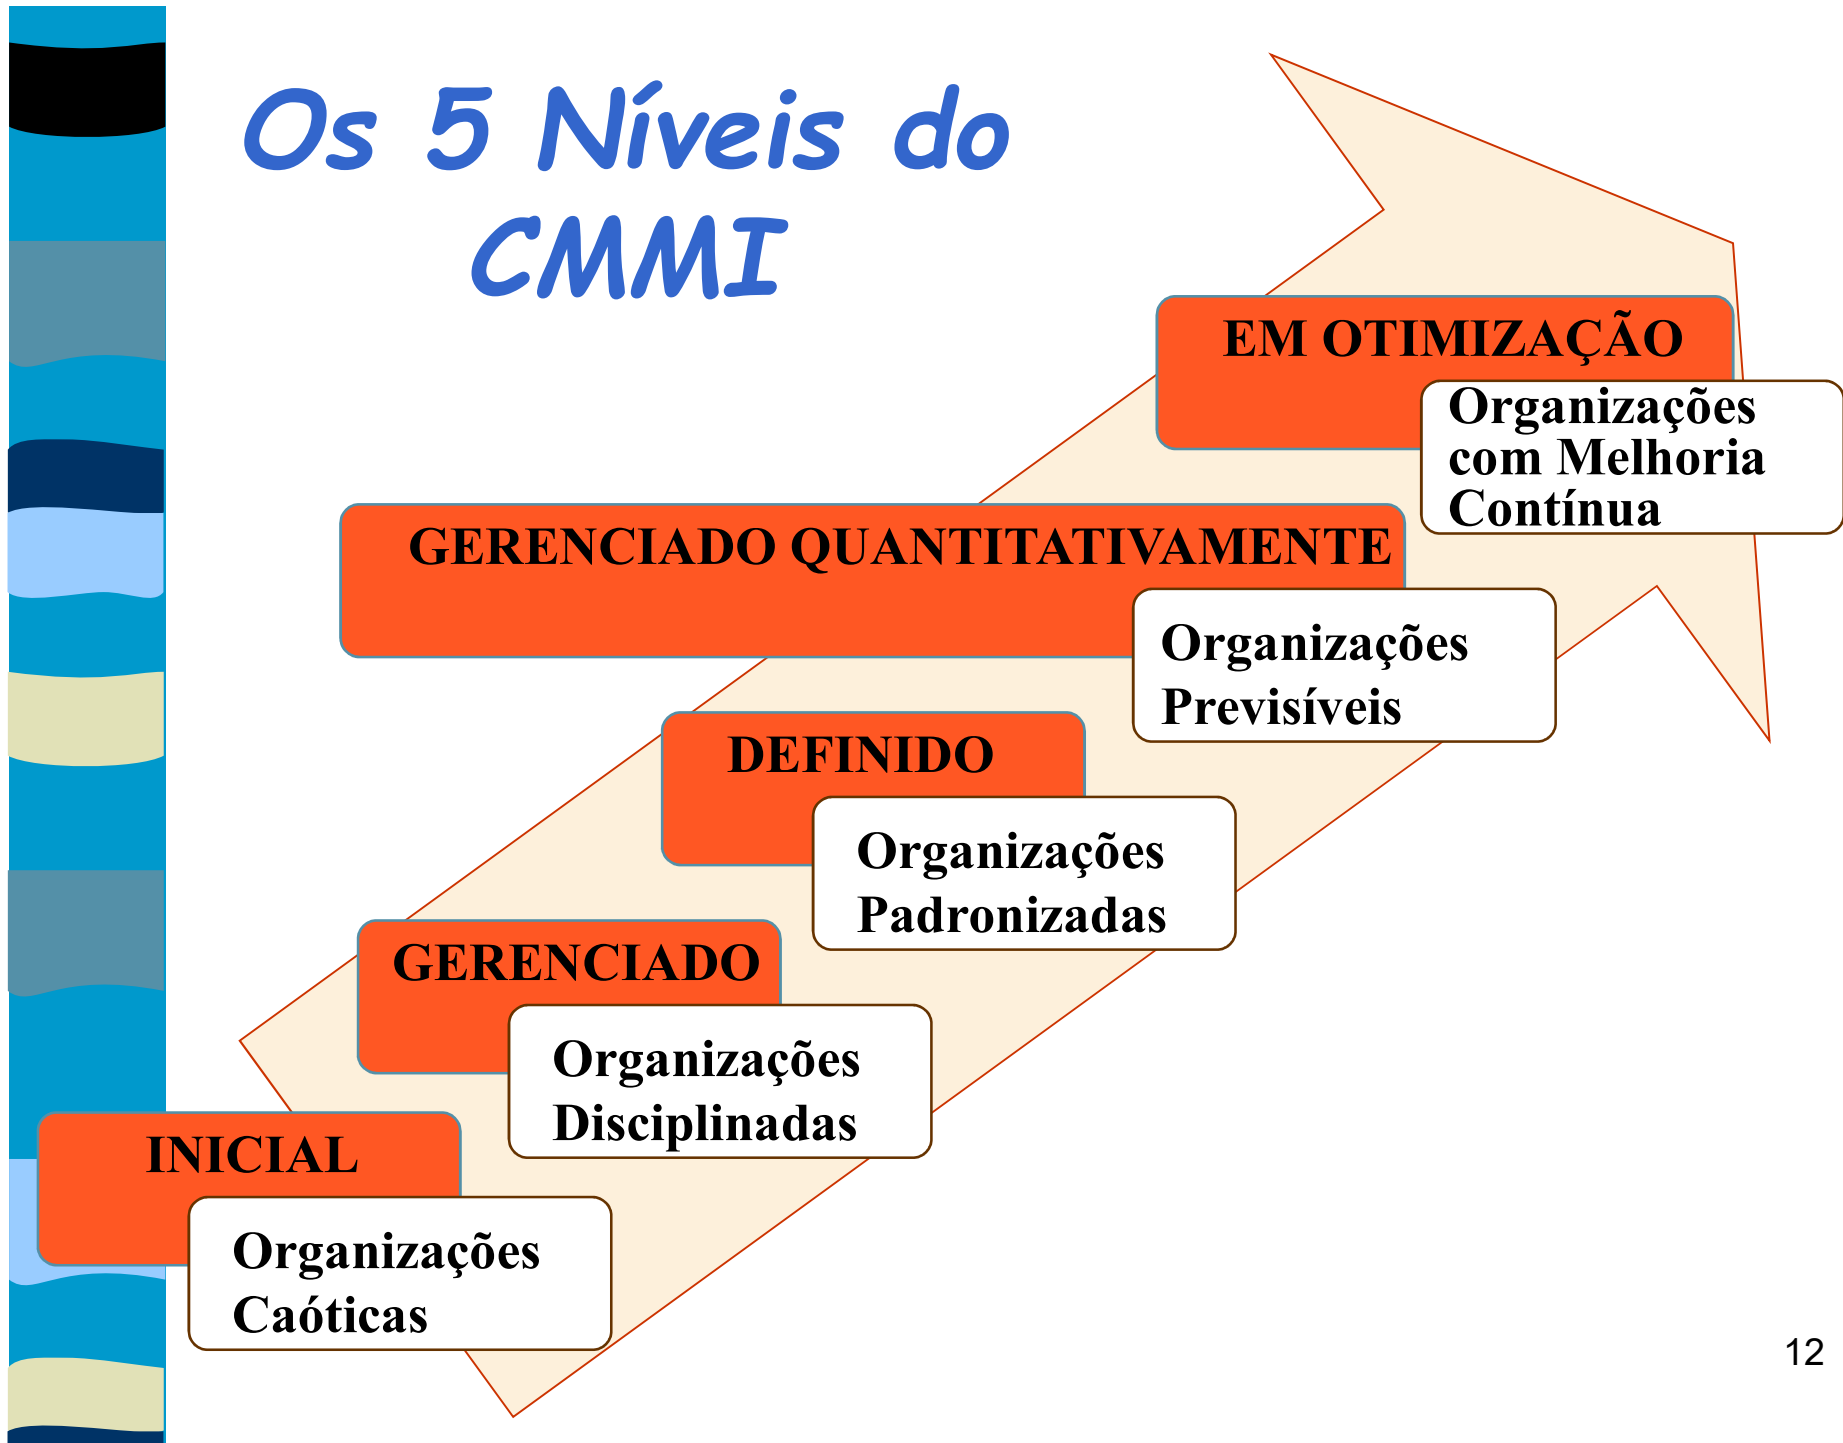 Os 5 Níveis do
CMMI
EM OTIMIZAÇÃO
Organizações
com Melhoria
Contínua
GERENCIADO QUANTITATIVAMENTE
Organizações
Previsíveis
DEFINIDO
Organizações
Padronizadas
GERENCIADO
Organizações
Disciplinadas
INICIAL
Organizações
Caóticas
12